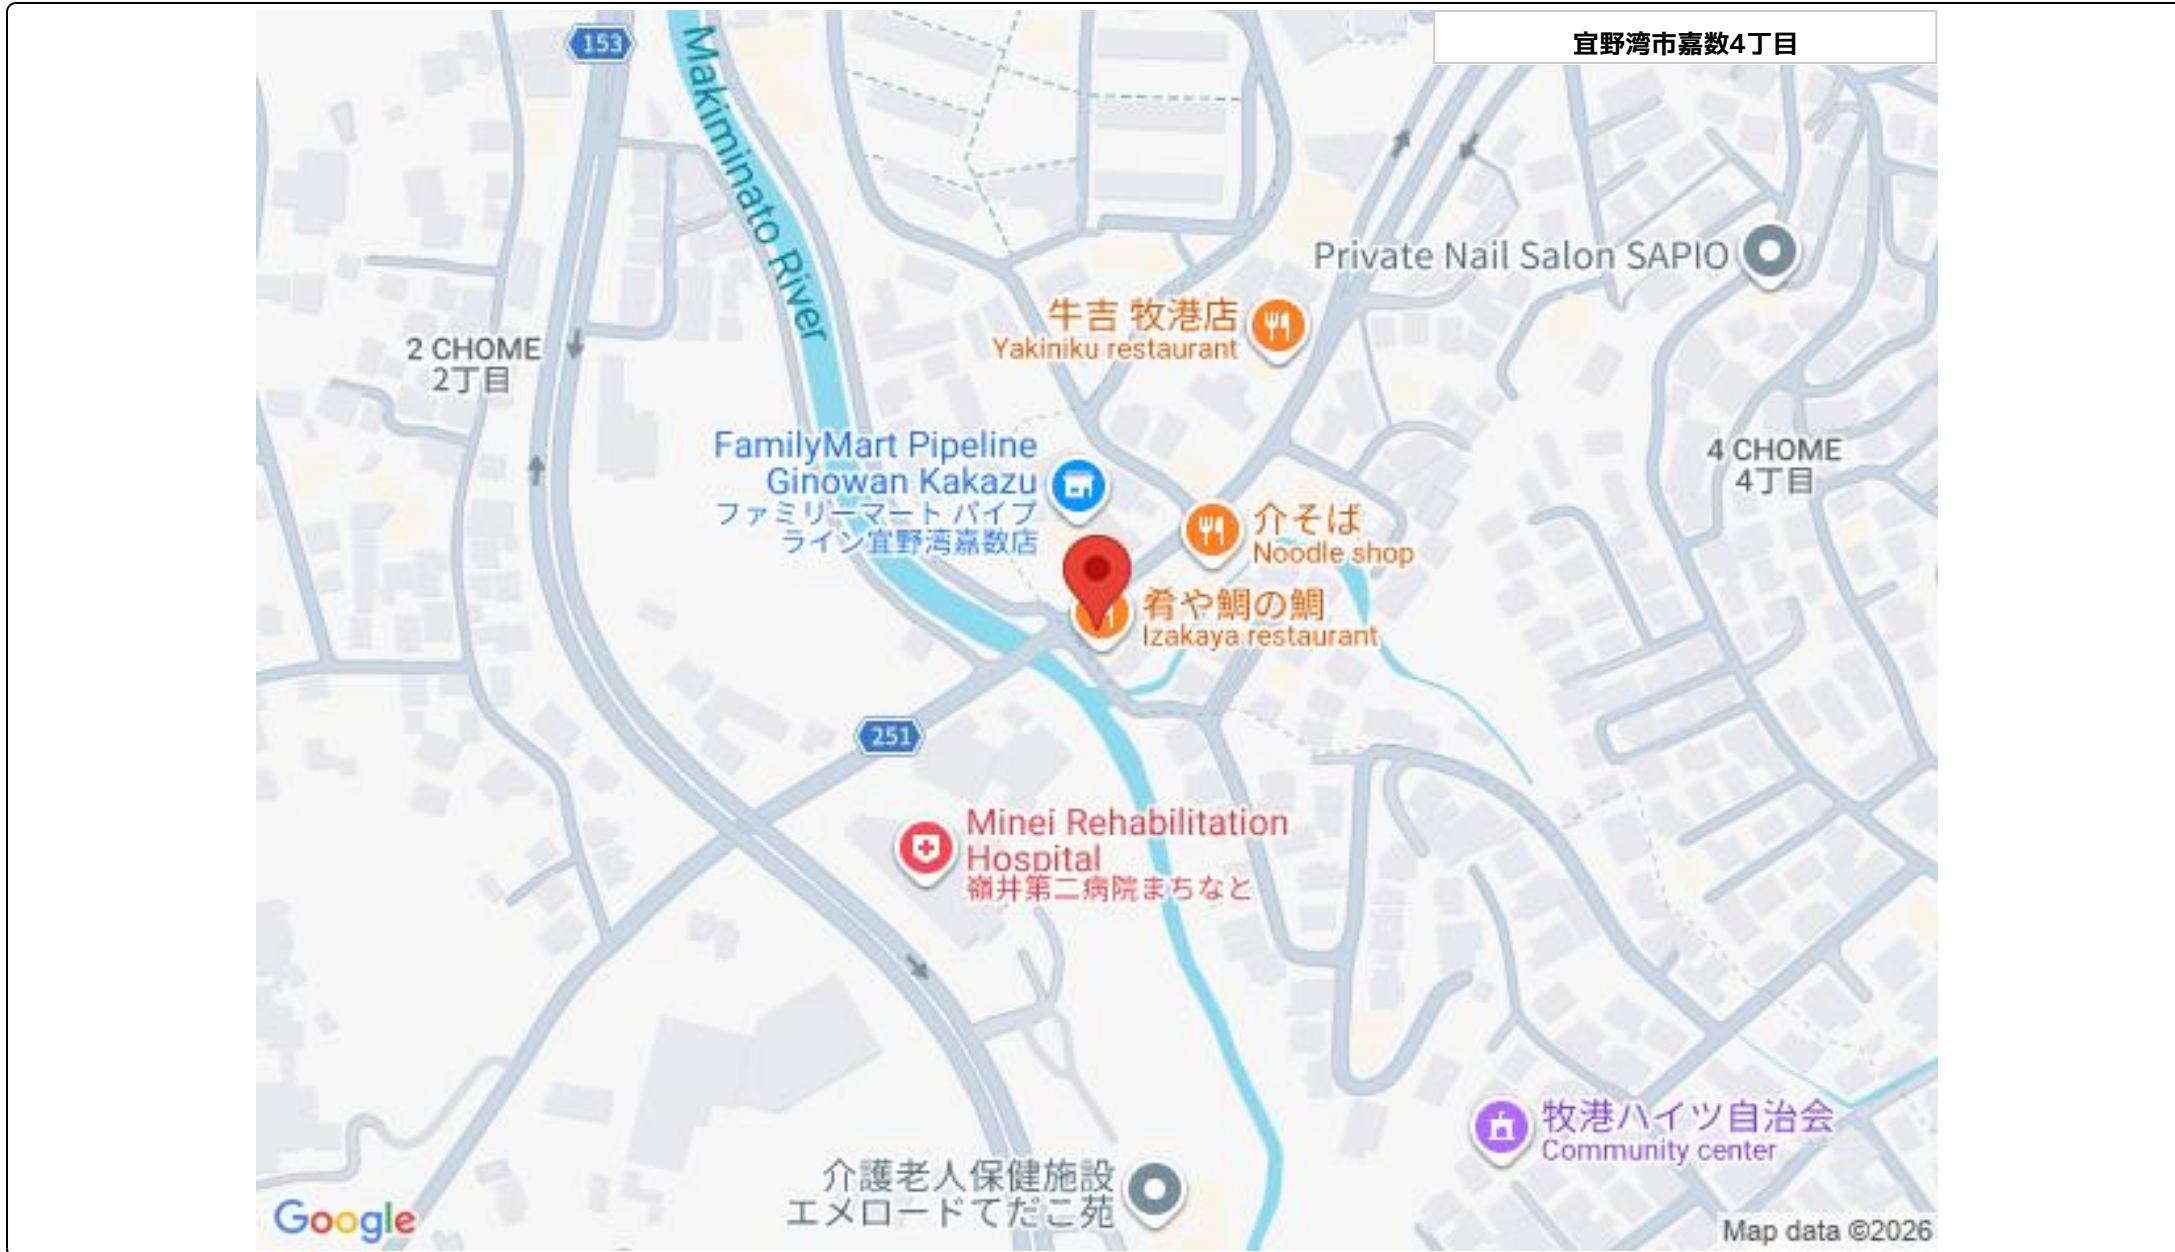 153
宜野湾市嘉数4丁目
Makiminato River
Private Nail Salon SAPIO
牛吉 牧港店
Yakiniku restaurant
2 CHOME
2丁目
FamilyMart Pipeline
Ginowan Kakazu
ファミリーマート パイプ
ライン宜野湾嘉数店
4 CHOME
4丁目
介そば
Noodle shop
肴や鯛の鯛
Izakaya restaurant
251
Minei Rehabilitation
Hospital
嶺井第二病院まちなと
牧港ハイツ自治会
Community center
介護老人保健施設
エメロードてだこ苑
Google
Map data ©2026